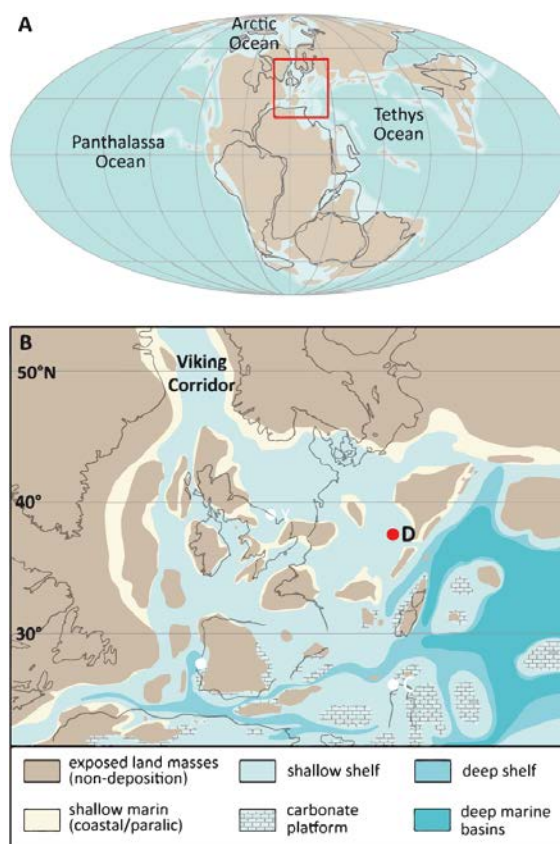 A
Arctic
Ocean
Panthalassa
Ocean
Tethys
Ocean
B
Viking
Corridor
50°N
40°
D
30°
exposed land masses
(non-deposition)
shallow shelf
deep shelf
shallow marin
(coastal/paralic)
carbonate
platform
deep marine
basins